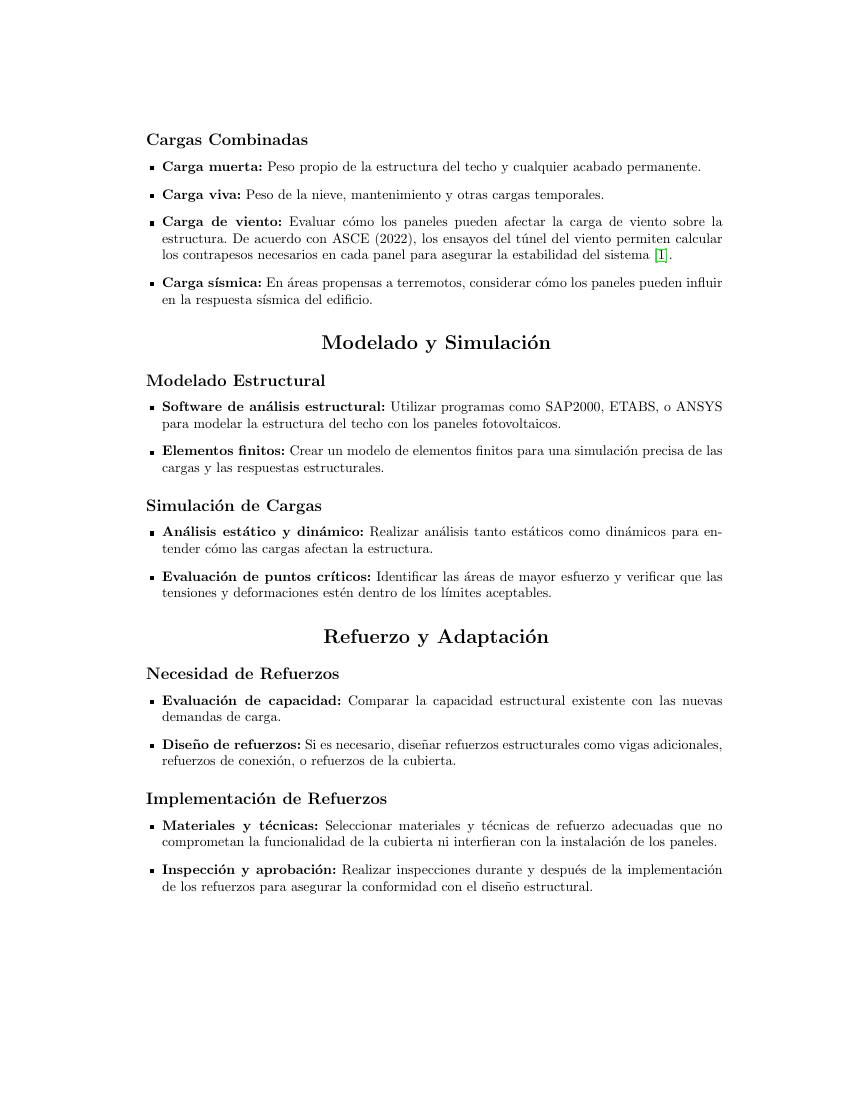 Cargas Combinadas
▪ Carga muerta: Peso propio de la estructura del techo y cualquier acabado permanente.
▪ Carga viva: Peso de la nieve, mantenimiento y otras cargas temporales.
▪ Carga de viento: Evaluar cómo los paneles pueden afectar la carga de viento sobre la
estructura. De acuerdo con ASCE (2022), los ensayos del túnel del viento permiten calcular
los contrapesos necesarios en cada panel para asegurar la estabilidad del sistema [1].
▪ Carga sísmica: En áreas propensas a terremotos, considerar cómo los paneles pueden influir
en la respuesta sísmica del edificio.
Modelado y Simulación
Modelado Estructural
▪ Software de análisis estructural: Utilizar programas como SAP2000, ETABS, o ANSYS
para modelar la estructura del techo con los paneles fotovoltaicos.
▪ Elementos finitos: Crear un modelo de elementos finitos para una simulación precisa de las
cargas y las respuestas estructurales.
Simulación de Cargas
▪ Análisis estático y dinámico: Realizar análisis tanto estáticos como dinámicos para en-
tender cómo las cargas afectan la estructura.
▪ Evaluación de puntos críticos: Identificar las áreas de mayor esfuerzo y verificar que las
tensiones y deformaciones estén dentro de los límites aceptables.
Refuerzo y Adaptación
Necesidad de Refuerzos
▪ Evaluación de capacidad: Comparar la capacidad estructural existente con las nuevas
demandas de carga.
▪ Diseño de refuerzos: Si es necesario, diseñar refuerzos estructurales como vigas adicionales,
refuerzos de conexión, o refuerzos de la cubierta.
Implementación de Refuerzos
▪ Materiales y técnicas: Seleccionar materiales y técnicas de refuerzo adecuadas que no
comprometan la funcionalidad de la cubierta ni interfieran con la instalación de los paneles.
▪ Inspección y aprobación: Realizar inspecciones durante y después de la implementación
de los refuerzos para asegurar la conformidad con el diseño estructural.